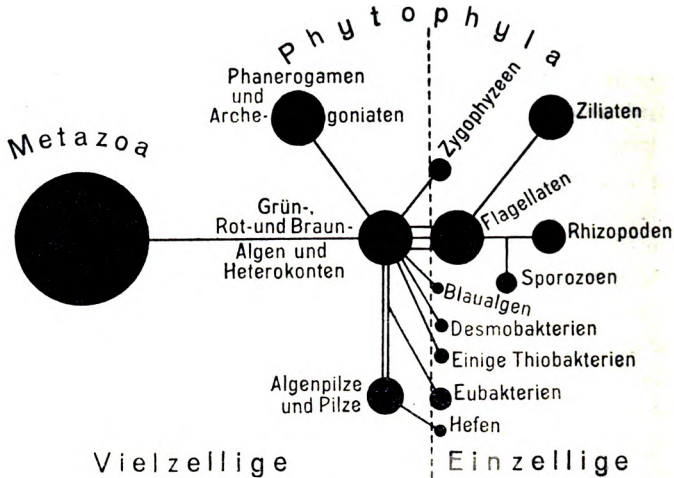 Phytophyla
Phanerogamen
und
Arche-
goniaten
Zygophyzeen
Ziliaten
Metazoa
Grün-,
Rot-und Braun-
Algen und
Heterokonten
Flagellaten
Rhizopoden
Sporozoen
Blaualgen
Desmobakterien
Einige Thiobakterien
Algenpilze
und Pilze
Eubakterien
Hefen
Vielzellige
Einzellige